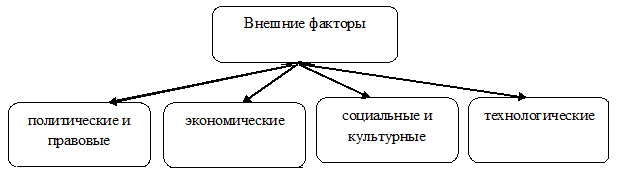 Внешние факторы
политические и
правовые
экономические
социальные и
культурные
технологические